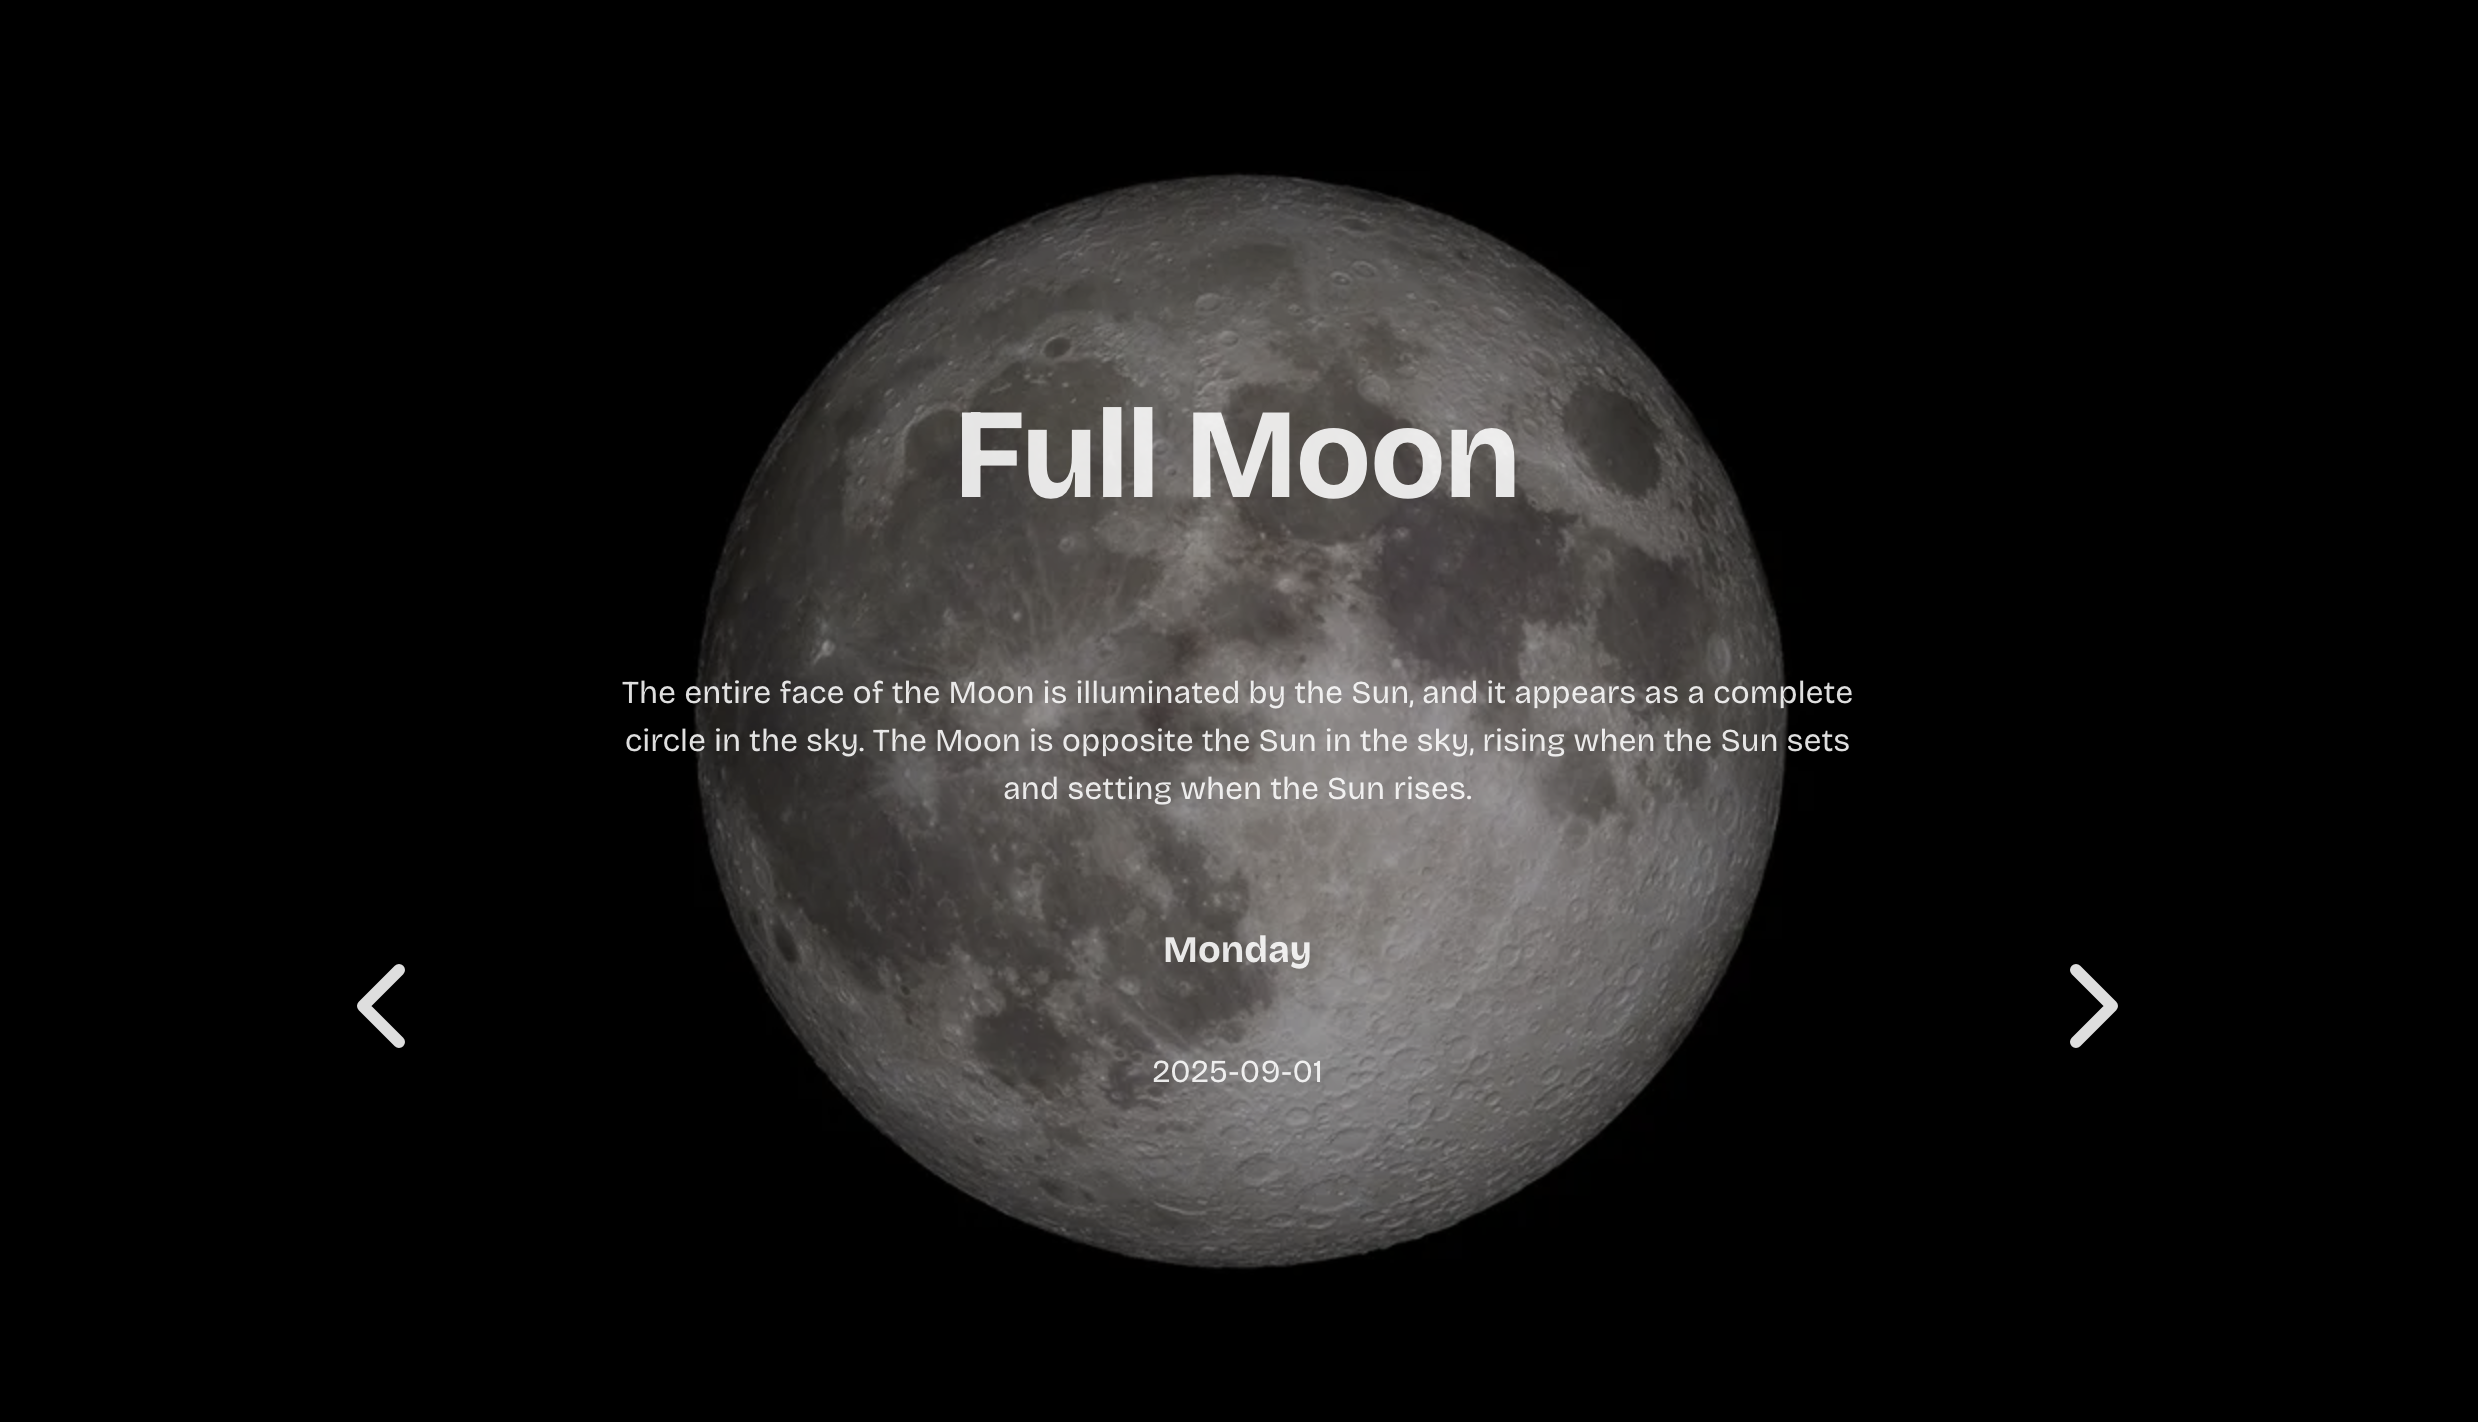 Full Moon
The entire face of the Moon is illuminated by the Sun, and it appears as a complete
circle in the sky. The Moon is opposite the Sun in the sky, rising when the Sun sets
and setting when the Sun rises.
Monday
2025-09-01